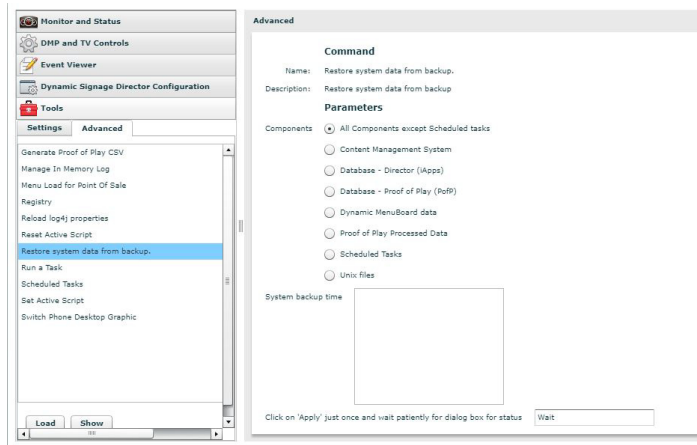 Monitor and Status
DMP and TV Controls
Event Viewer
Dynamic Signage Director Configuration
Tools
Settings
Advanced
Generate Proof of Play CSV
Manage In Memory Log
Menu Load for Point Of Sale
Registry
Reload log4j properties
Reset Active Script
Restore system data from backup.
Run a Task
Scheduled Tasks
Set Active Script
Switch Phone Desktop Graphic
Load
Show
Advanced
Command
Name: Restore system data from backup.
Description: Restore system data from backup
Parameters
Components
All Components except Scheduled tasks
Content Management System
Database - Director (iApps)
Database - Proof of Play (PofP)
Dynamic MenuBoard data
Proof of Play Processed Data
Scheduled Tasks
Unix files
System backup time
Click on 'Apply' just once and wait patiently for dialog box for status
Wait